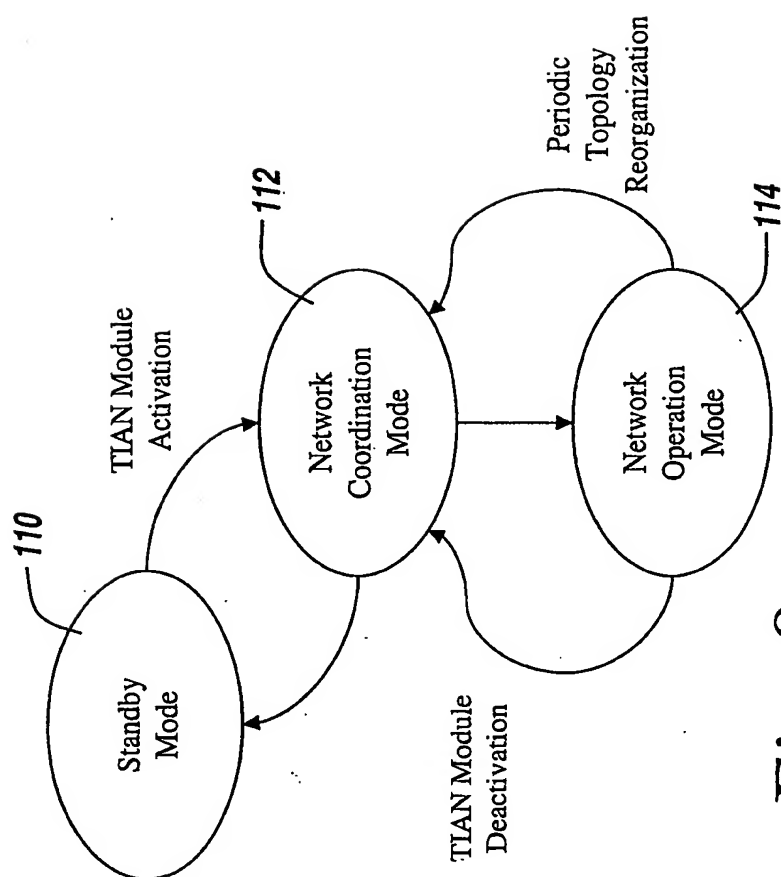 110
Standby
Mode
TIAN Module
Activation
112
Network
Coordination
Mode
TIAN Module
Deactivation
Periodic
Topology
Reorganization
Network
Operation
Mode
114